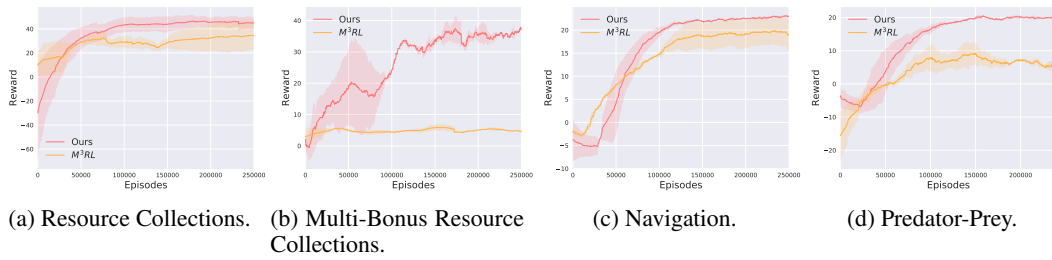 40
20
0
−20
−40
−60
Reward
Ours
M³RL
0
50000
100000
150000
200000
250000
Episodes
(a) Resource Collections.
40
30
20
10
0
Reward
Ours
M³RL
0
50000
100000
150000
200000
250000
Episodes
(b) Multi-Bonus Resource
Collections.
20
15
10
5
0
−5
−10
Reward
Ours
M³RL
0
50000
100000
150000
200000
250000
Episodes
(c) Navigation.
20
10
0
−10
−20
Reward
Ours
M³RL
0
50000
100000
150000
200000
Episodes
(d) Predator-Prey.